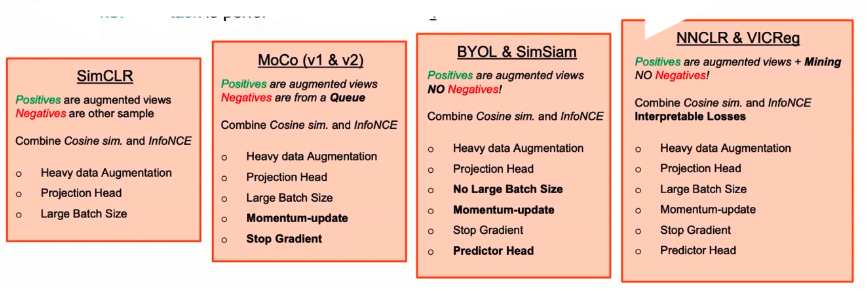 SimCLR
Positives are augmented views
Negatives are other sample
Combine Cosine sim. and InfoNCE
o Heavy data Augmentation
o Projection Head
o Large Batch Size
MoCo (v1 & v2)
Positives are augmented views
Negatives are from a Queue
Combine Cosine sim. and InfoNCE
o Heavy data Augmentation
o Projection Head
o Large Batch Size
o Momentum-update
o Stop Gradient
BYOL & SimSiam
Positives are augmented views
NO Negatives!
Combine Cosine sim. and InfoNCE
o Heavy data Augmentation
o Projection Head
o No Large Batch Size
o Momentum-update
o Stop Gradient
o Predictor Head
NNCLR & VICReg
Positives are augmented views + Mining
NO Negatives!
Combine Cosine sim. and InfoNCE
Interpretable Losses
o Heavy data Augmentation
o Projection Head
o Large Batch Size
o Momentum-update
o Stop Gradient
o Predictor Head